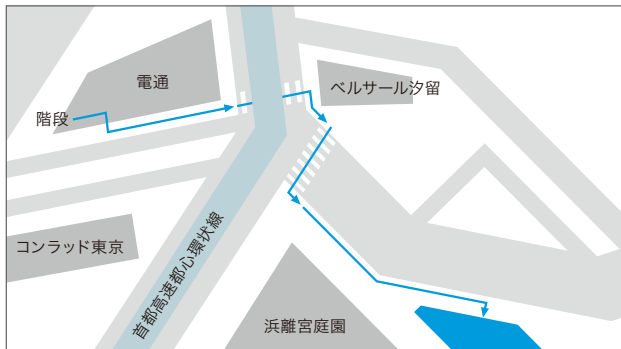 電通
ベルサール汐留
階段
コンラッド東京
首都高速都心環状線
浜離宮庭園